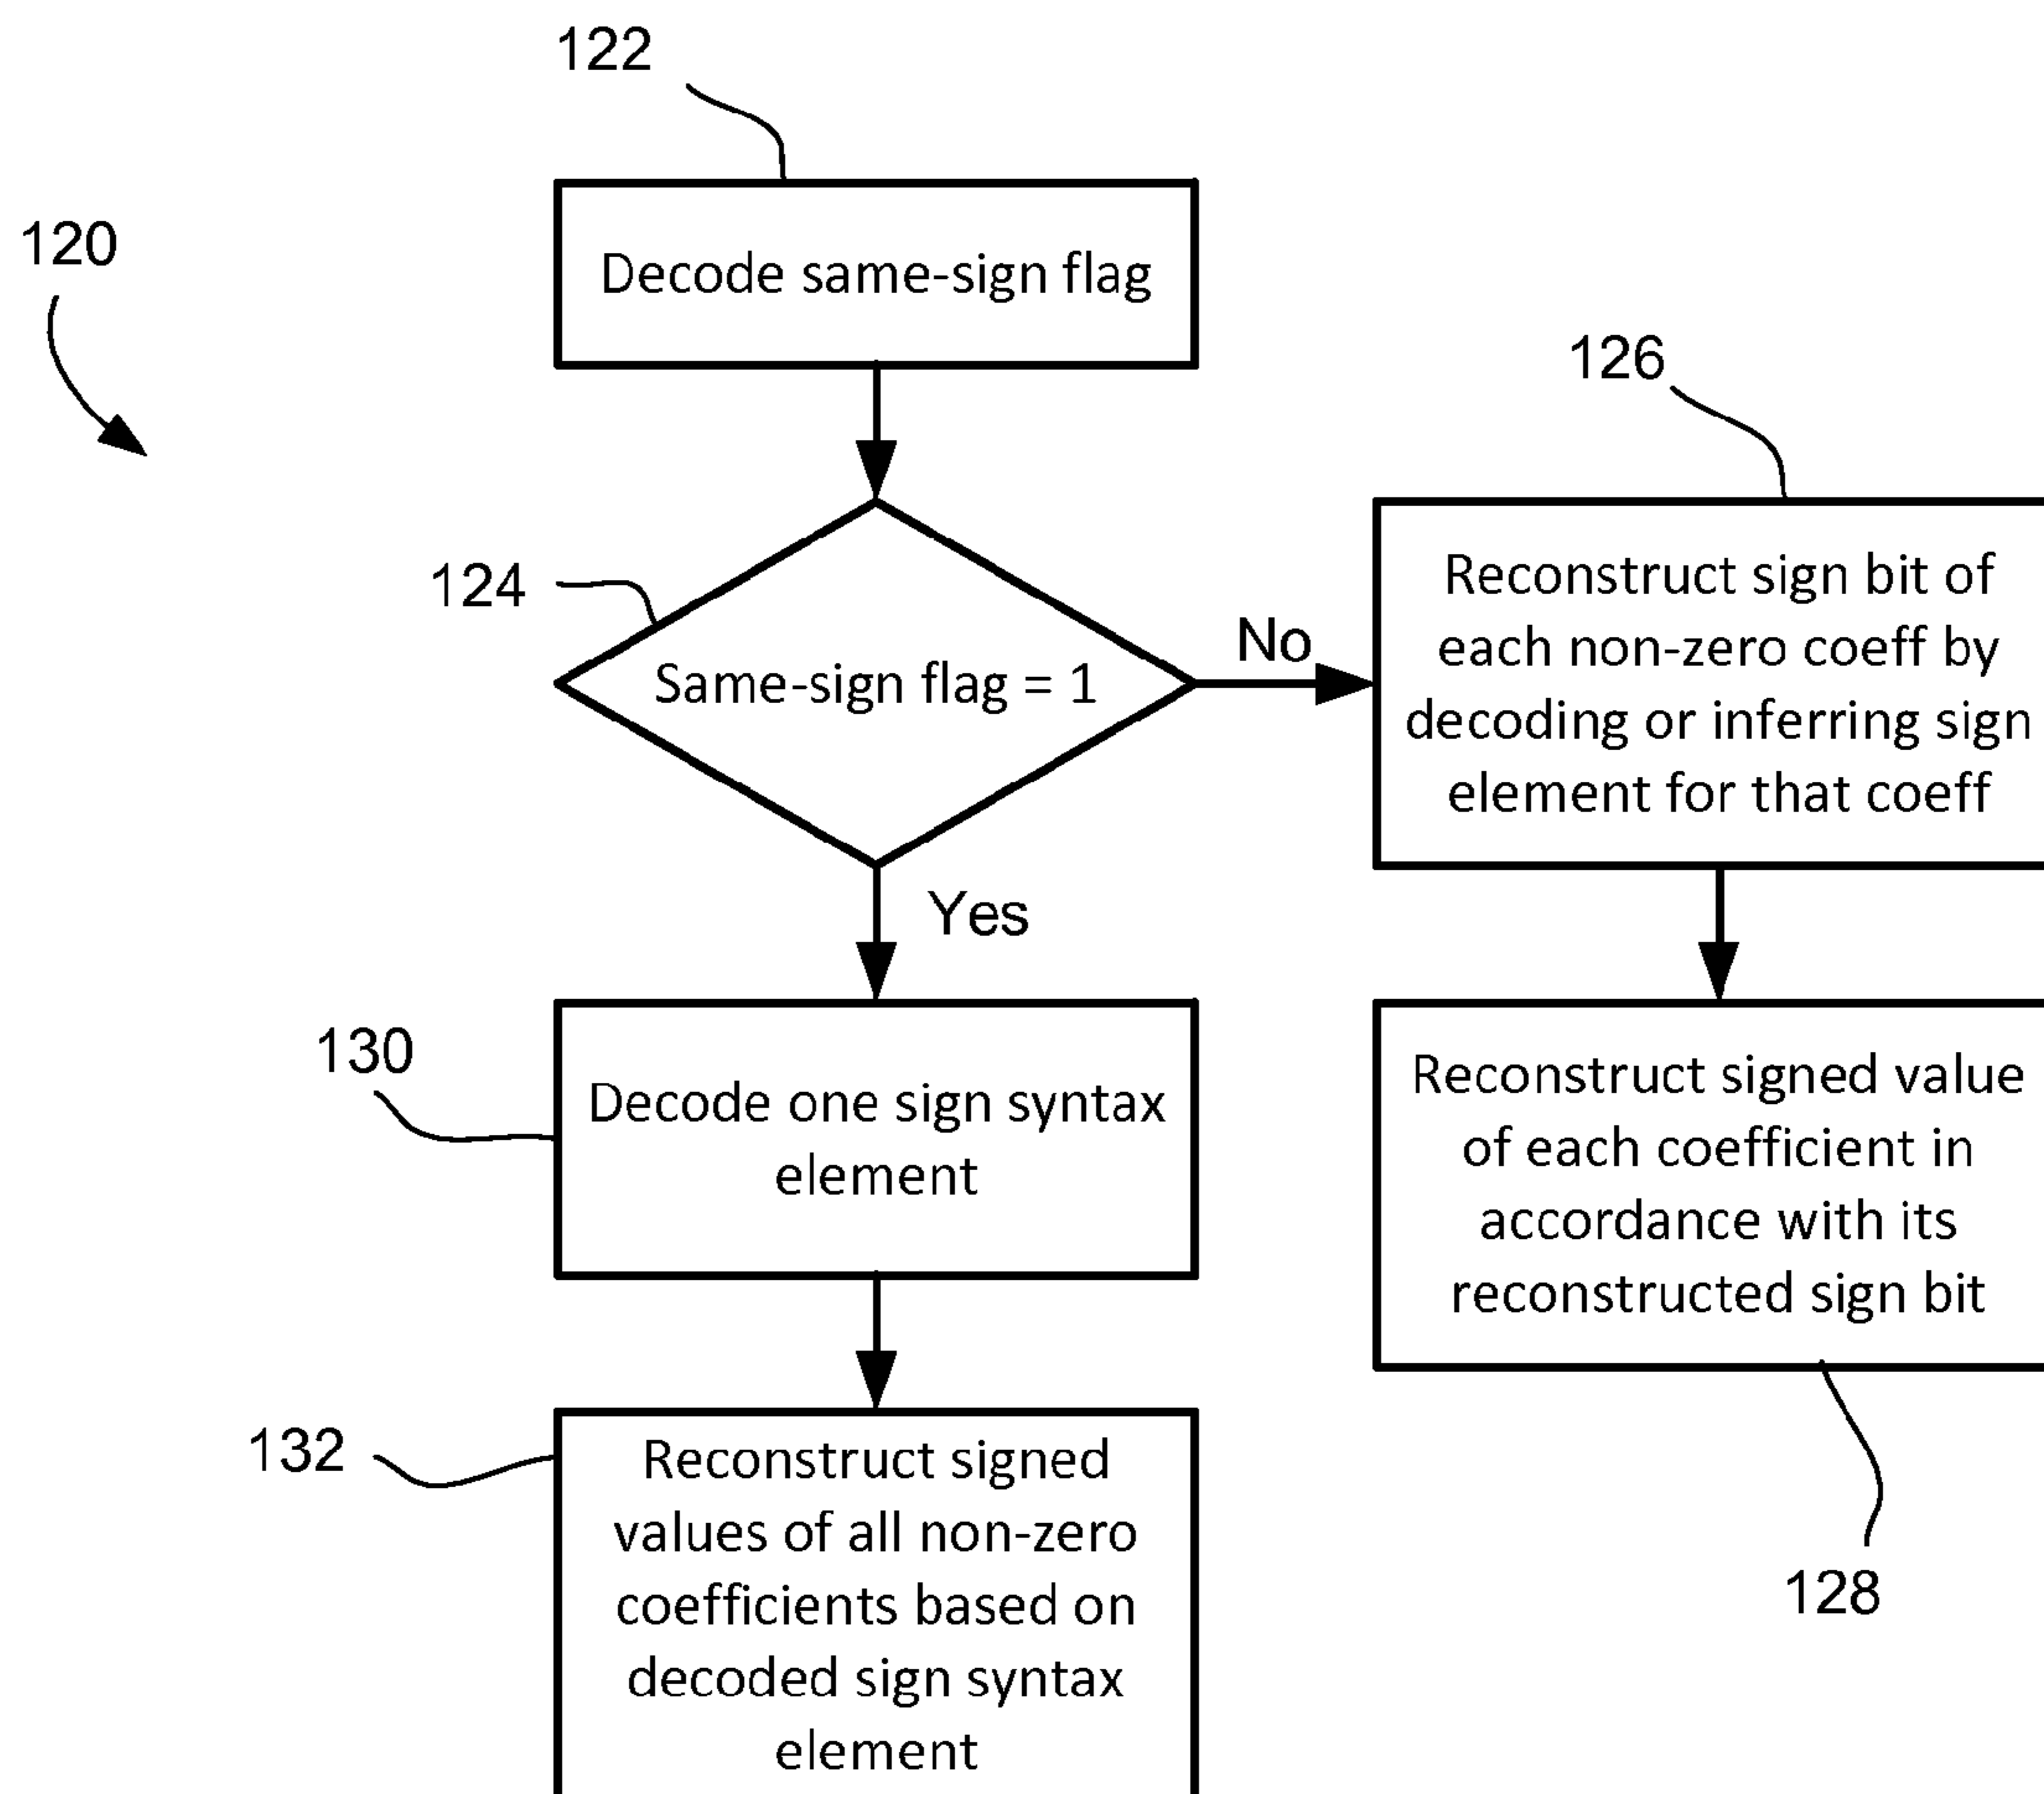 122
120
Decode same-sign flag
126
124
Same-sign flag = 1
No
Reconstruct sign bit of
each non-zero coeff by
decoding or inferring sign
element for that coeff
Yes
130
Decode one sign syntax
element
Reconstruct signed value
of each coefficient in
accordance with its
reconstructed sign bit
128
132
Reconstruct signed
values of all non-zero
coefficients based on
decoded sign syntax
element